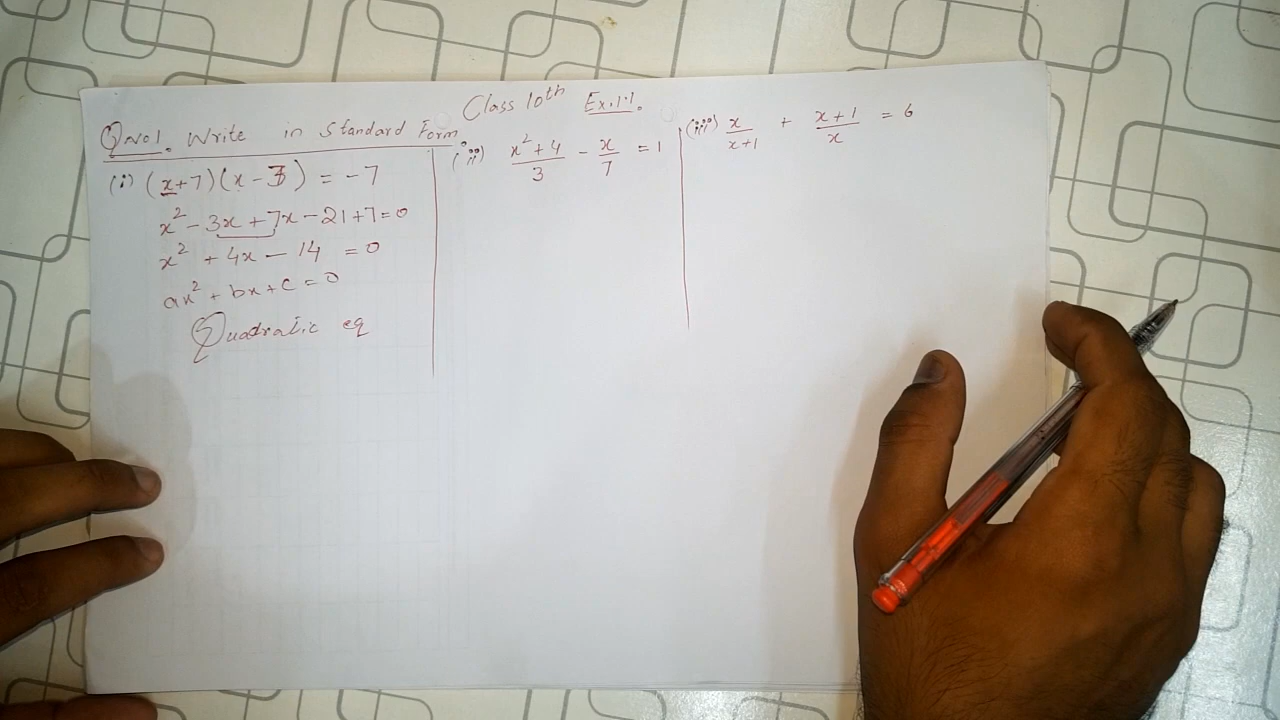 Class 10th Ex.1.1.
Q No1. Write in Standard Form
(i) (x+7)(x-3) = -7
x² - 3x + 7x - 21 + 7 = 0
x² + 4x - 14 = 0
ax² + bx + c = 0
Quadratic eq
(ii) x² + 4 / 3 - x / 7 = 1
(iii) x / x+1 + x+1 / x = 6